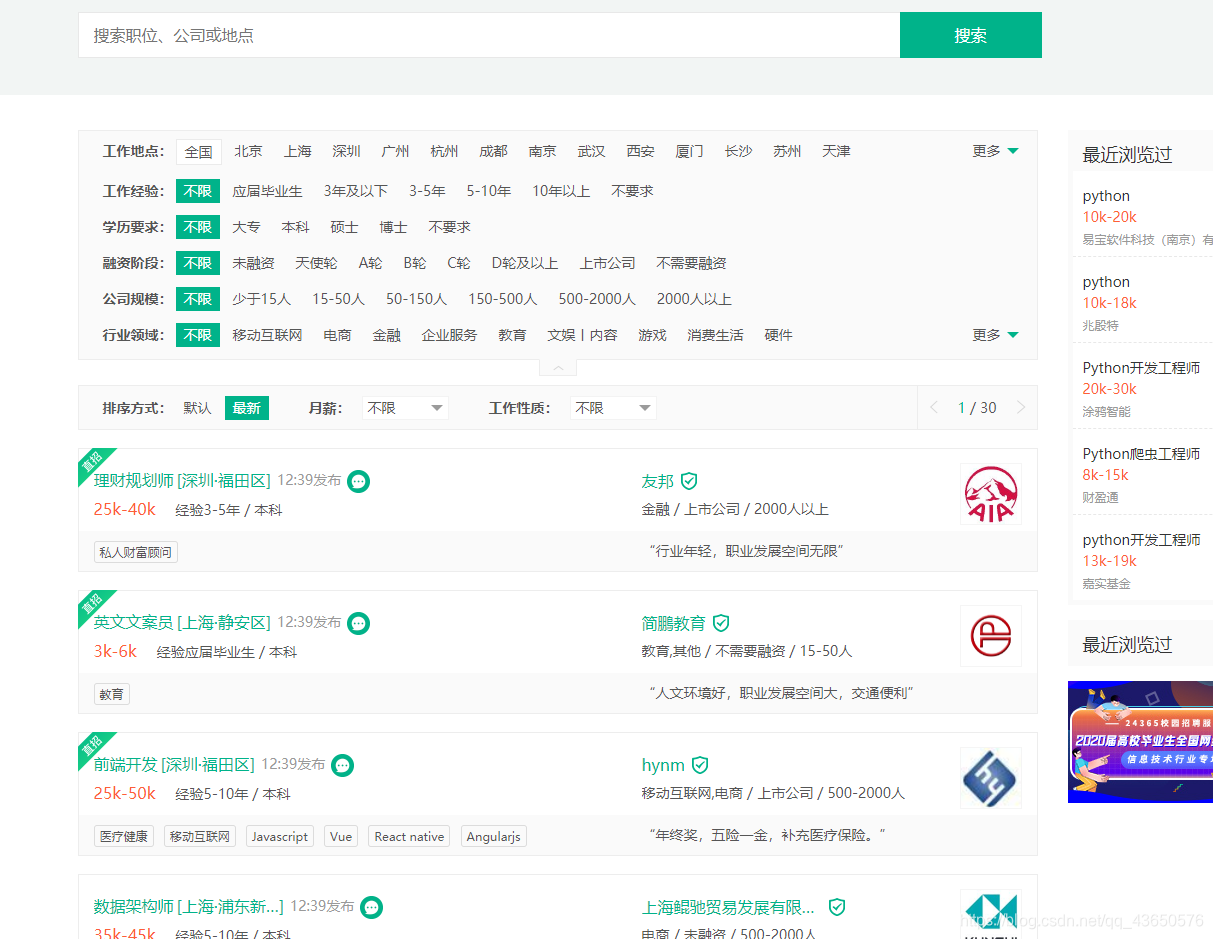 搜索职位、公司或地点 搜索
工作地点： 全国 北京 上海 深圳 广州 杭州 成都 南京 武汉 西安 厦门 长沙 苏州 天津 更多
工作经验： 不限 应届毕业生 3年及以下 3-5年 5-10年 10年以上 不要求
学历要求： 不限 大专 本科 硕士 博士 不要求
融资阶段： 不限 未融资 天使轮 A轮 B轮 C轮 D轮及以上 上市公司 不需要融资
公司规模： 不限 少于15人 15-50人 50-150人 150-500人 500-2000人 2000人以上
行业领域： 不限 移动互联网 电商 金融 企业服务 教育 文娱丨内容 游戏 消费生活 硬件 更多
排序方式： 默认 最新 月薪： 不限 工作性质： 不限 1 / 30
直招
理财规划师 [深圳·福田区] 12:39发布 友邦
25k-40k 经验3-5年 / 本科 金融 / 上市公司 / 2000人以上
AIA
私人财富顾问 “行业年轻，职业发展空间无限”
直招
英文文案员 [上海·静安区] 12:39发布 简鹏教育
3k-6k 经验应届毕业生 / 本科 教育,其他 / 不需要融资 / 15-50人
教育 “人文环境好，职业发展空间大，交通便利”
直招
前端开发 [深圳·福田区] 12:39发布 hynm
25k-50k 经验5-10年 / 本科 移动互联网,电商 / 上市公司 / 500-2000人
hy
医疗健康 移动互联网 Javascript Vue React native Angularjs “年终奖，五险一金，补充医疗保险。”
数据架构师 [上海·浦东新...] 12:39发布 上海鲲驰贸易发展有限...
35k-45k 经验5-10年 / 本科 电商 / 未融资 / 500-2000人
最近浏览过
python
10k-20k
易宝软件科技（南京）有
python
10k-18k
兆殷特
Python开发工程师
20k-30k
涂鸦智能
Python爬虫工程师
8k-15k
财盈通
python开发工程师
13k-19k
嘉实基金
最近浏览过
24365校园招聘服
2020届高校毕业生全国网
信息技术行业专
https://blog.csdn.net/qq_43650576